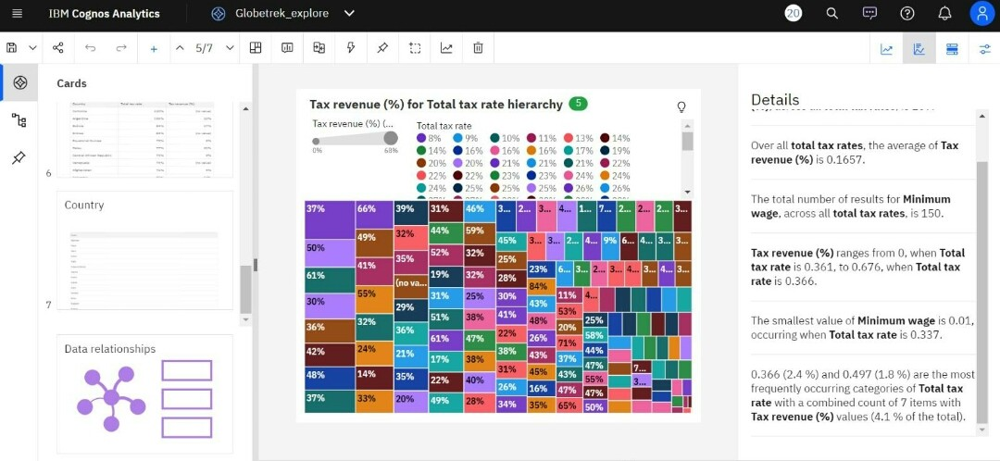 IBM Cognos Analytics
Globetrek_explore
20
5/7
Cards
6
Country
7
Data relationships
Tax revenue (%) for Total tax rate hierarchy 5
Tax revenue (%) (...
0% 68%
Total tax rate
8% 9% 10% 11% 13% 14%
14% 16% 16% 16% 17% 19%
20% 20% 21% 21% 21% 22%
22% 22% 23% 23% 24% 24%
24% 25% 25% 25% 26% 26%
37% 66% 39% 31% 46% 3... 2... 3... 4... 1... 7... 2... 2... 2... 3...
50% 49% 32% 44% 59% 45% 3... 3... 2... 4... 9% 6... 4... 3... 3...
61% 41% 35% 52% 32% 25% 23% 6... 3... 2... 3... 4... 3... 4... 3...
30% 55% (no va... 19% 32% 28% 84% 11% 4...
36% 32% 29% 31% 25% 30% 43% 53% 25%
42% 24% 36% 51% 38% 41% 48% 20% 58%
48% 14% 21% 61% 47% 22% 26% 71% 44%
37% 33% 35% 17% 38% 38% 43% 37% 47% 7...
20% 22% 40% 31% 45% 43% 55% 3...
49% 28% 26% 16% 47% 47%
34% 35% 65% 50%
Details
Over all total tax rates, the average of Tax
revenue (%) is 0.1657.
The total number of results for Minimum
wage, across all total tax rates, is 150.
Tax revenue (%) ranges from 0, when Total
tax rate is 0.361, to 0.676, when Total tax
rate is 0.366.
The smallest value of Minimum wage is 0.01,
occurring when Total tax rate is 0.337.
0.366 (2.4 %) and 0.497 (1.8 %) are the most
frequently occurring categories of Total tax
rate with a combined count of 7 items with
Tax revenue (%) values (4.1 % of the total).